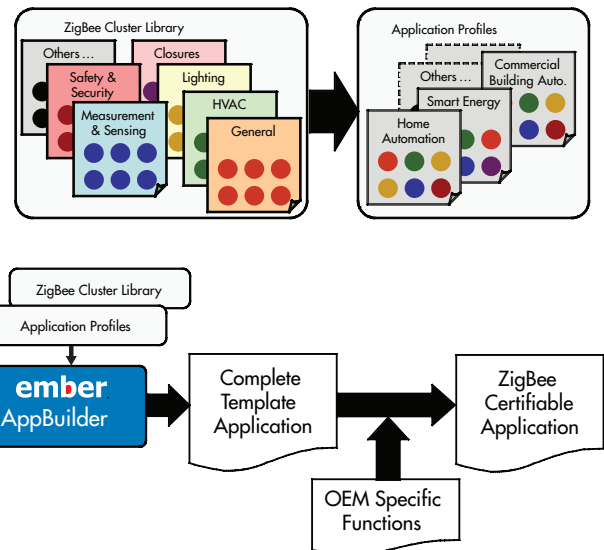 ZigBee Cluster Library
Others ...
Closures
Safety &
Security
Lighting
Measurement
& Sensing
HVAC
General
Application Profiles
Commercial
Building Auto.
Others ...
Smart Energy
Home
Automation
ZigBee Cluster Library
Application Profiles
ember
AppBuilder
Complete
Template
Application
ZigBee
Certifiable
Application
OEM Specific
Functions